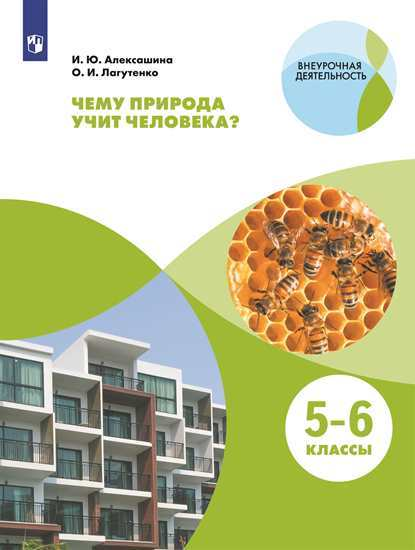 И. Ю. Алексашина
О. И. Лагутенко
ЧЕМУ ПРИРОДА
УЧИТ ЧЕЛОВЕКА?
ВНЕУРОЧНАЯ
ДЕЯТЕЛЬНОСТЬ
5–6
КЛАССЫ